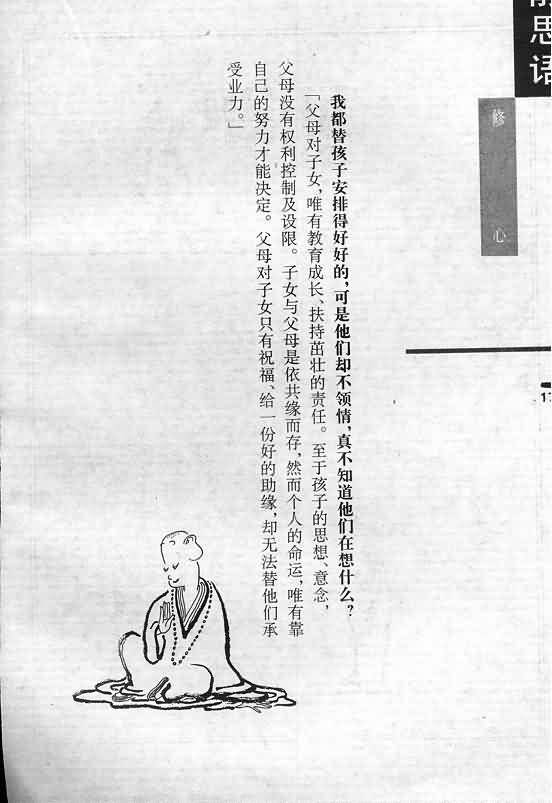 思语
修心
17
我都替孩子安排得好好的，可是他们却不领情，真不知道他们在想什么？
「父母对子女，唯有教育成长、扶持茁壮的责任。至于孩子的思想、意念，
父母没有权利控制及设限。子女与父母是依共缘而存，然而个人的命运，唯有靠
自己的努力才能决定。父母对子女只有祝福、给一份好的助缘，却无法替他们承
受业力。」